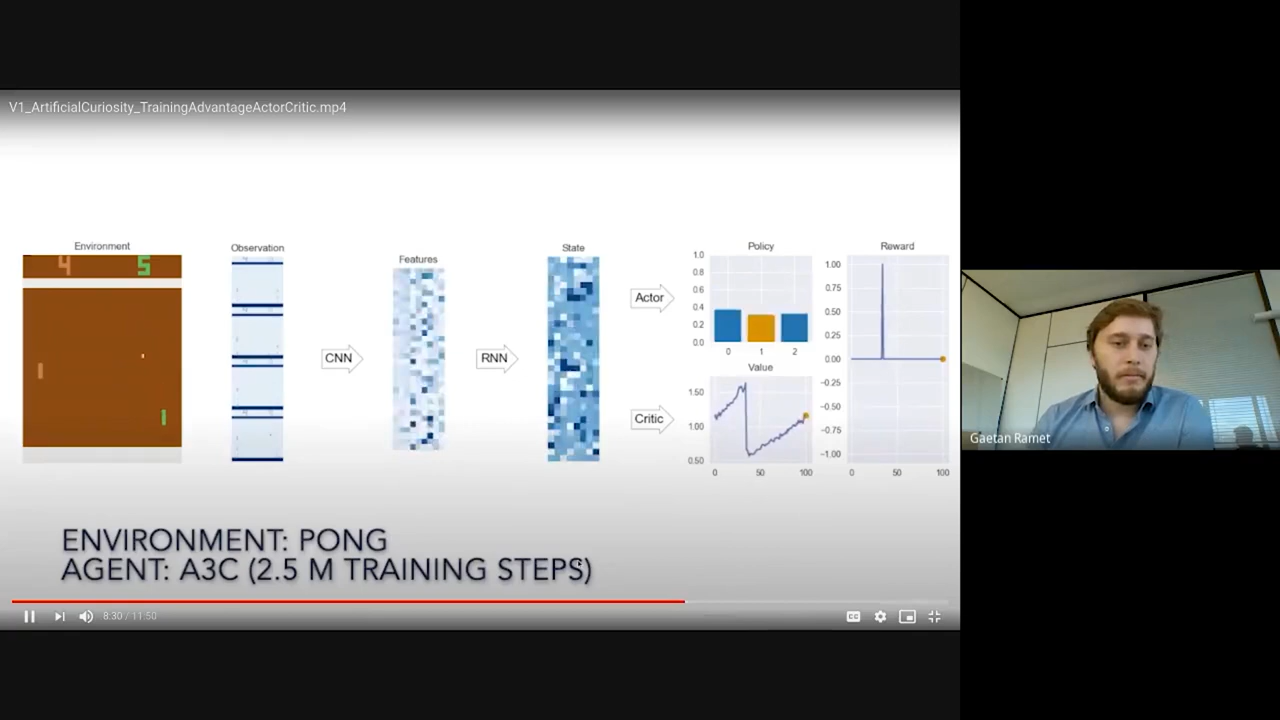 V1_ArtificialCuriosity_TrainingAdvantageActorCritic.mp4
Environment
Observation
Features
State
Policy
Reward
4 5
CNN
RNN
Actor
Critic
1.0
0.8
0.6
0.4
0.2
0.0
0 1 2
Value
1.50
1.00
0.50
0 50 100
1.00
0.75
0.50
0.25
0.00
−0.25
−0.50
−0.75
−1.00
0 50 100
ENVIRONMENT: PONG
AGENT: A3C (2.5 M TRAINING STEPS)
8:30 / 11:50
CC
Gaetan Ramet